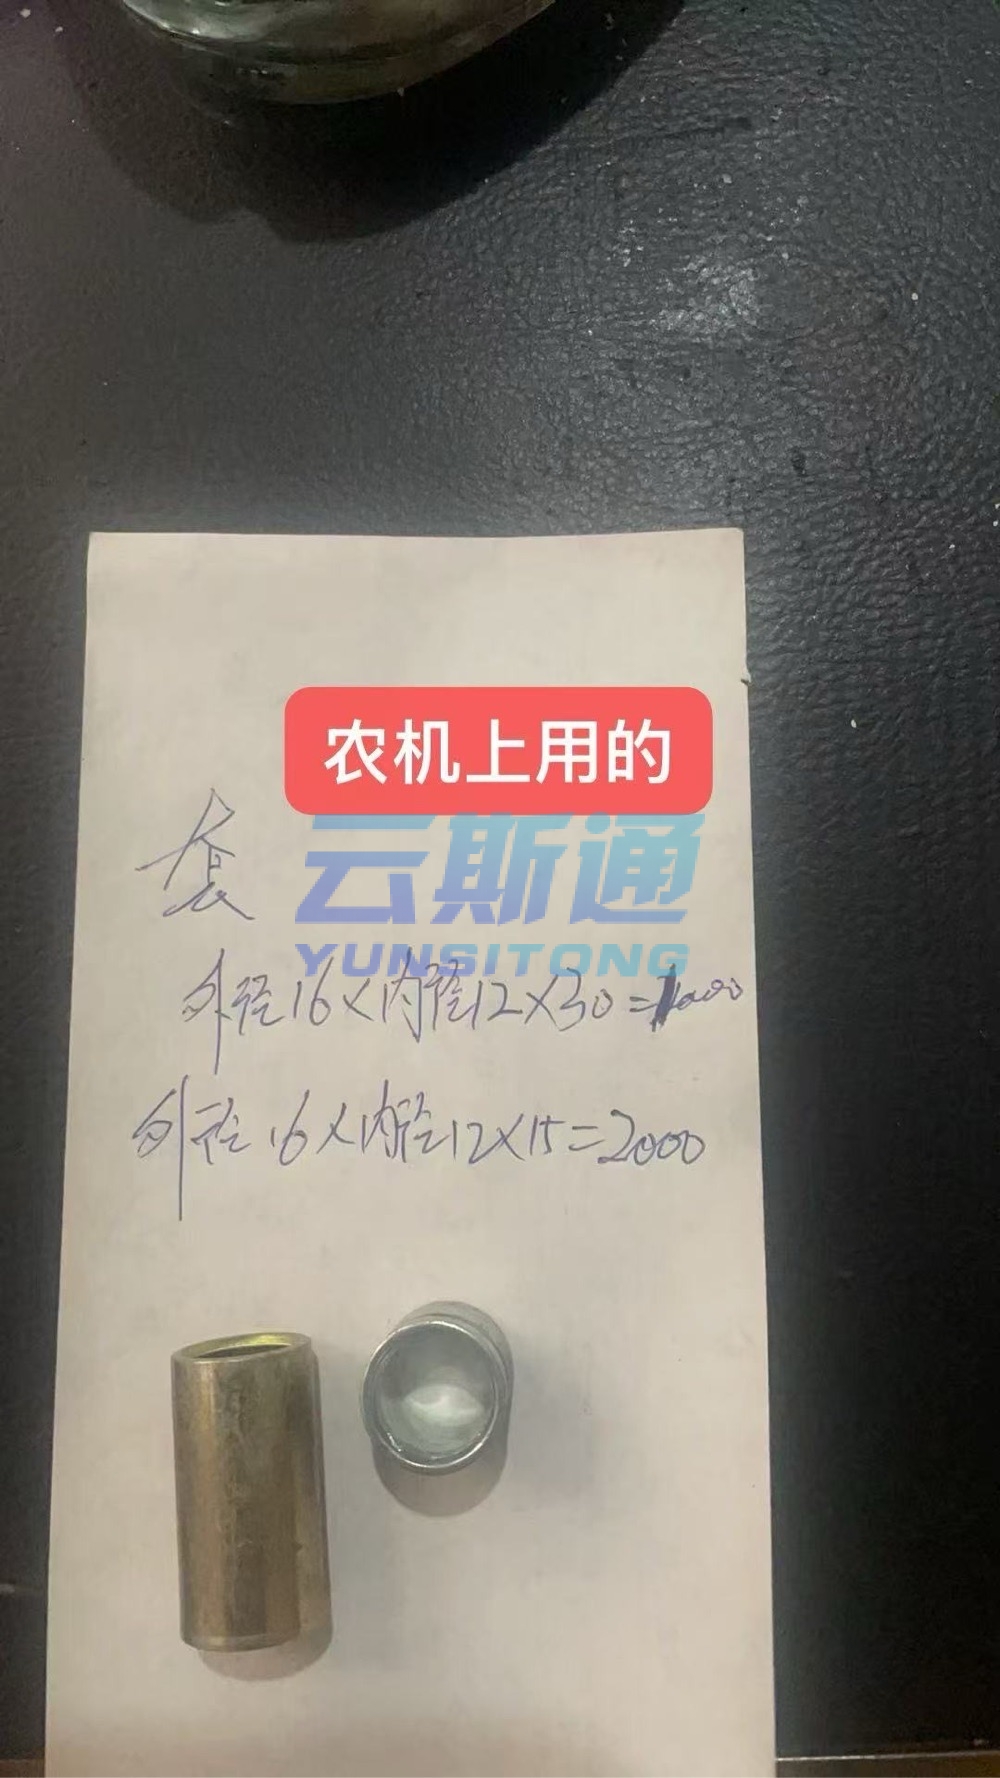 农机上用的
套
云斯通
YUNSITONG
外径16×内径12×30=1000
外径16×内径12×15=2000